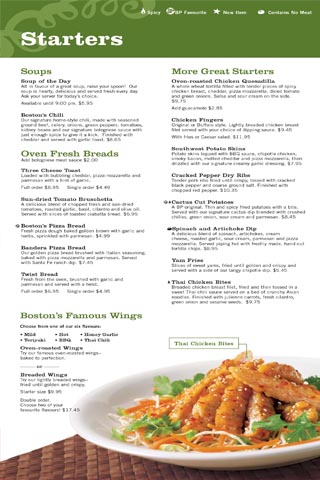 Spicy BP Favourite New Item Contains No Meat
Starters
Soups
Soup of the Day
All in favour of a great soup, raise your spoon! Our
soup is hearty, delicious and served fresh every day.
Ask your server for today's choice.
Available until 9:00 pm. $5.95
Boston's Chili
Our signature home-style chili, made with seasoned
ground beef, celery, onions, green peppers, tomatoes,
kidney beans and our signature bolognese sauce with
just enough spice to give it a kick. Finished with
cheddar and served with garlic toast. $6.65
Oven Fresh Breads
Add bolognese meat sauce $2.00
Three Cheese Toast
Loaded with bubbling cheddar, pizza mozzarella and
parmesan with a hint of garlic.
Full order $6.95 Single order $4.49
Sun-dried Tomato Bruschetta
A delicious blend of chopped fresh and sun-dried
tomatoes, roasted garlic, basil, cilantro and olive oil.
Served with slices of toasted ciabatta bread. $6.95
Boston's Pizza Bread
Fresh pizza dough baked golden brown with garlic and
herbs, sprinkled with parmesan. $4.99
Bandera Pizza Bread
Our golden pizza bread finished with Italian seasoning,
baked with pizza mozzarella and parmesan. Served
with Santa Fe ranch dip. $7.45
Twist Bread
Fresh from the oven, brushed with garlic and
parmesan and served with a twist.
Full order $6.95 Single order $4.95
Boston's Famous Wings
Choose from one of our six flavours:
• Mild • Hot • Honey Garlic
• Teriyaki • BBQ • Thai Chili
Oven-roasted Wings
Try our famous oven-roasted wings–
baked to perfection.
or
Breaded Wings
Try our lightly breaded wings–
fried until golden and crispy.
Starter size $9.95
Double order.
Choose two of your
favourite flavours! $17.45
More Great Starters
Oven-roasted Chicken Quesadilla
A whole wheat tortilla filled with tender pieces of spicy
chicken breast, cheddar, pizza mozzarella, diced tomato
and green onions. Salsa and sour cream on the side.
$9.75
Add guacamole $2.85
Chicken Fingers
Original or Buffalo style. Lightly breaded chicken breast
filet served with your choice of dipping sauce. $9.45
With fries or Caesar salad. $11.95
Southwest Potato Skins
Potato skins topped with BBQ sauce, chipotle chicken,
smoky bacon, melted cheddar and pizza mozzarella, then
drizzled with our signature creamy garlic dressing. $7.95
Cracked Pepper Dry Ribs
Tender pork ribs fried until crispy, tossed with cracked
black pepper and coarse ground salt. Finished with
chopped red pepper. $10.35
Cactus Cut Potatoes
A BP original. Thin and spicy fried potatoes with a bite.
Served with our signature cactus dip blended with crushed
chilies, green onion, sour cream and parmesan. $8.45
Spinach and Artichoke Dip
A delicious blend of spinach, artichokes, cream
cheese, roasted garlic, sour cream, parmesan and pizza
mozzarella. Served piping hot with freshly made, hand-cut
tortilla chips. $8.95
Yam Fries
Slices of sweet yams, fried until golden and crispy and
served with a side of our tangy chipotle dip. $5.45
Thai Chicken Bites
Breaded chicken breast filet, fried and then tossed in a
sweet Thai chili sauce served on a bed of crunchy Asian
noodles. Finished with julienne carrots, fresh cilantro,
green onion and sesame seeds. $9.75
Thai Chicken Bites